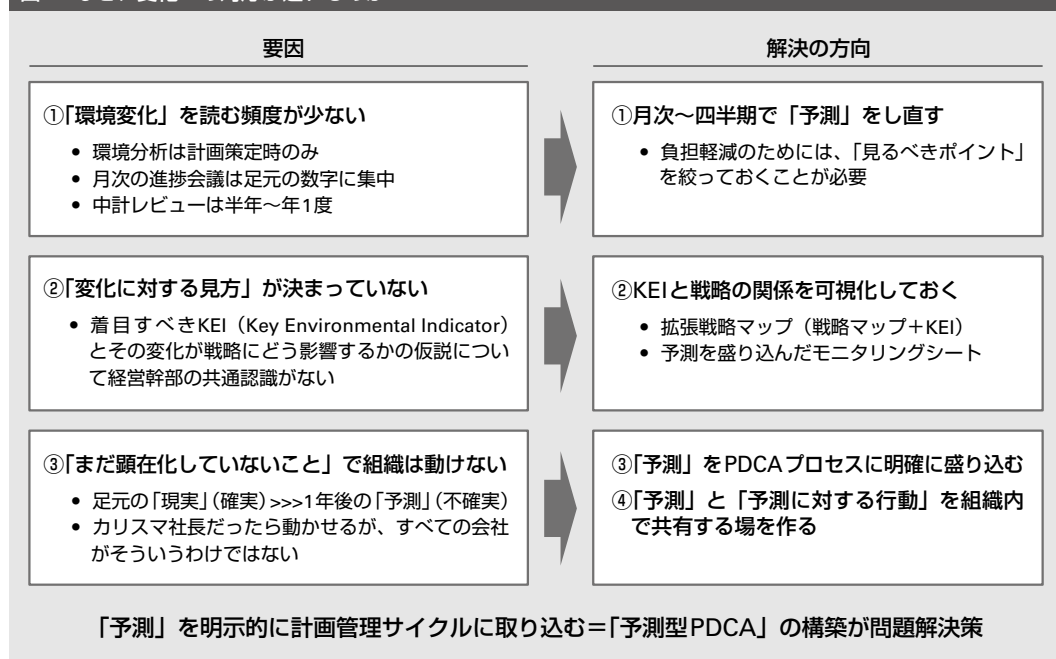 要因
解決の方向
①「環境変化」を読む頻度が少ない
• 環境分析は計画策定時のみ
• 月次の進捗会議は足元の数字に集中
• 中計レビューは半年~年1度
①月次~四半期で「予測」をし直す
• 負担軽減のためには、「見るべきポイント」
を絞っておくことが必要
②「変化に対する見方」が決まっていない
• 着目すべきKEI(Key Environmental Indicator)
とその変化が戦略にどう影響するかの仮説につい
て経営幹部の共通認識がない
②KEIと戦略の関係を可視化しておく
• 拡張戦略マップ(戦略マップ+KEI)
• 予測を盛り込んだモニタリングシート
③「まだ顕在化していないこと」で組織は動けない
• 足元の「現実」(確実)>>>1年後の「予測」(不確実)
• カリスマ社長だったら動かせるが、すべての会社
がそういうわけではない
③「予測」をPDCAプロセスに明確に盛り込む
④「予測」と「予測に対する行動」を組織内
で共有する場を作る
「予測」を明示的に計画管理サイクルに取り込む=「予測型PDCA」の構築が問題解決策